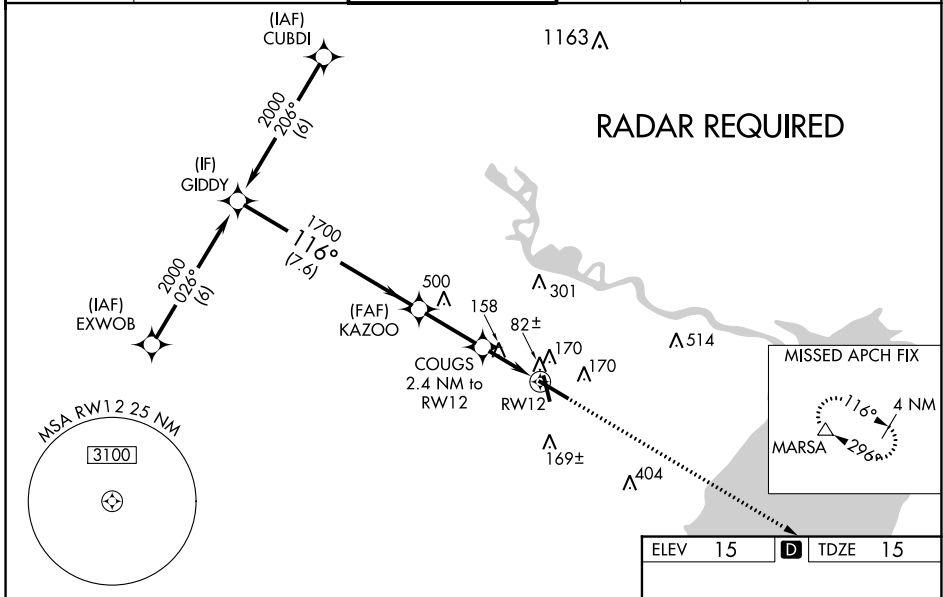 (IAF)
CUBDI
1163
2000
206°
(6)
RADAR REQUIRED
(IF)
GIDDY
1700
116°
(7.6)
2000
026°
(6)
(IAF)
EXWOB
500
(FAF)
KAZOO
158
301
82±
170
170
514
COUGS
2.4 NM to
RW12
RW12
169±
404
MISSED APCH FIX
116°
4 NM
MARSA
296°
MSA RW12 25 NM
3100
ELEV 15 D TDZE 15